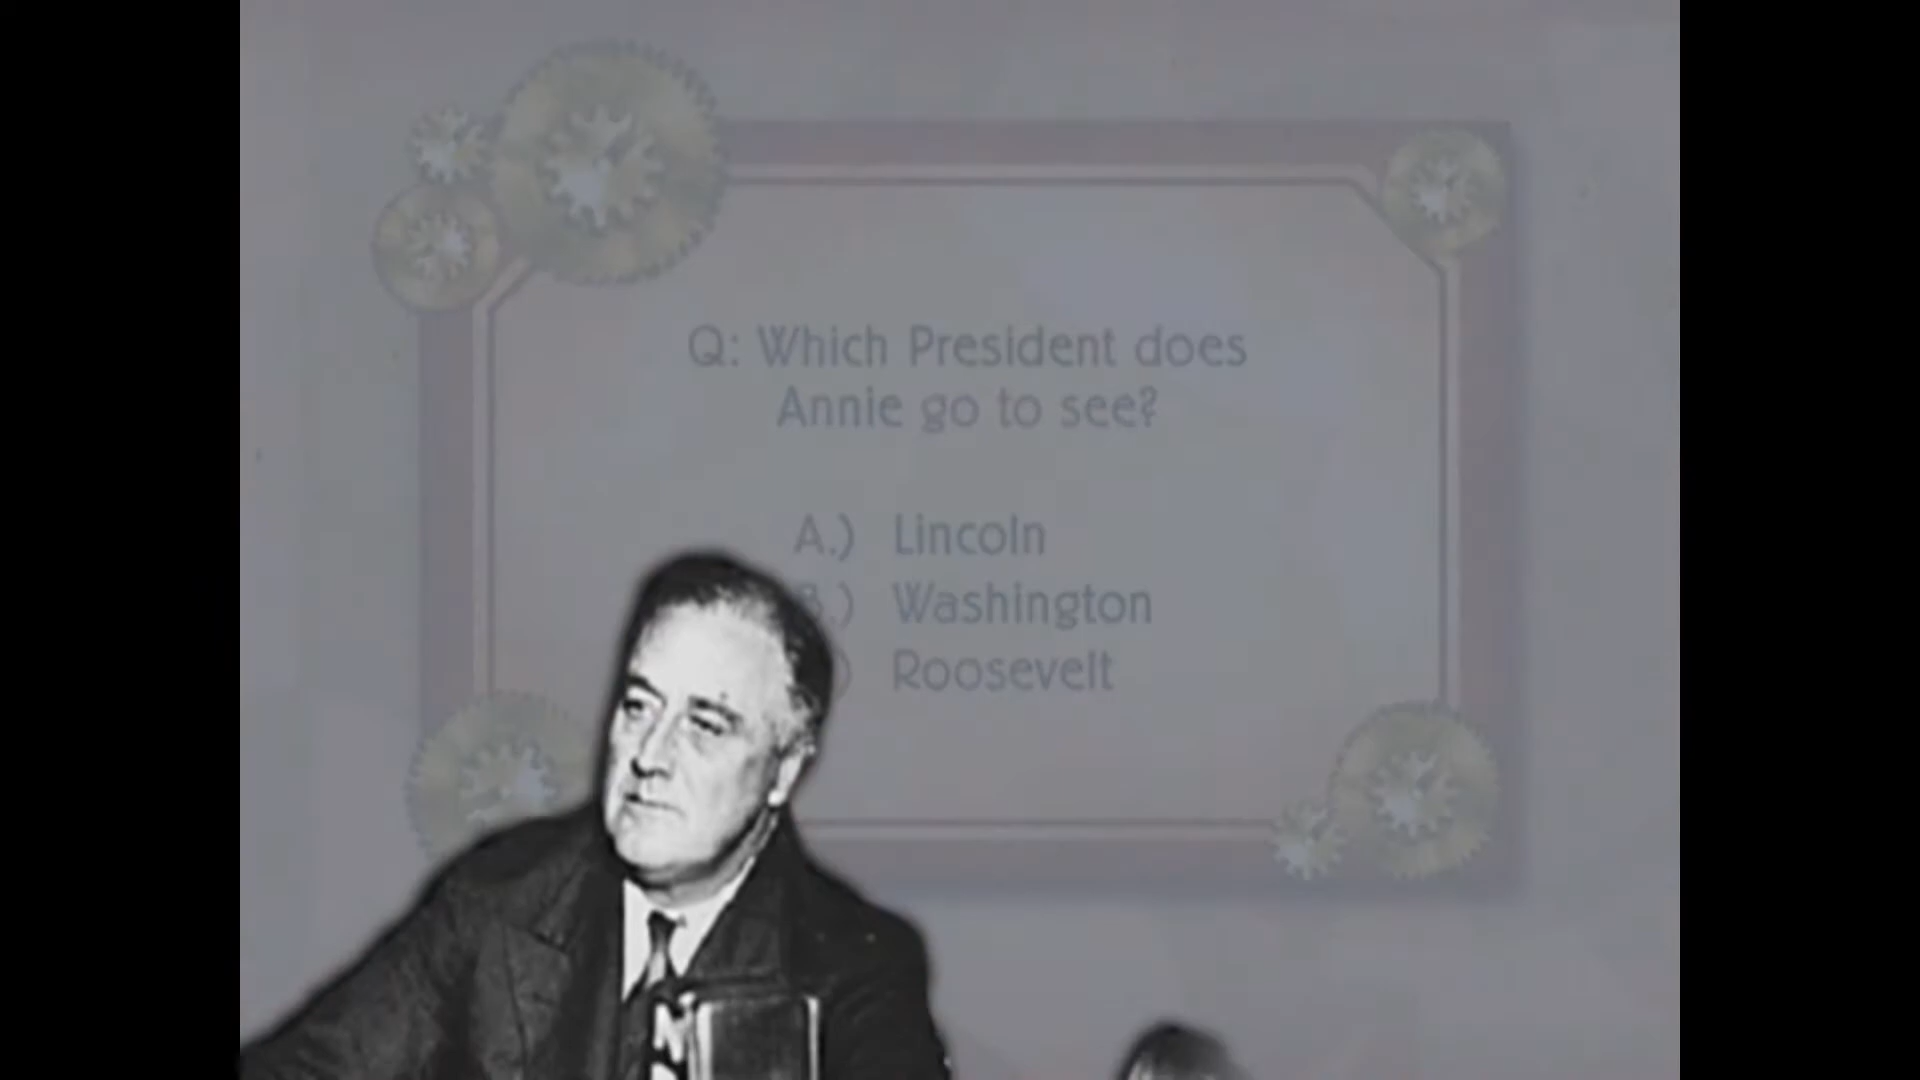 Q: Which President does
Annie go to see?
A.) Lincoln
B.) Washington
) Roosevelt
N